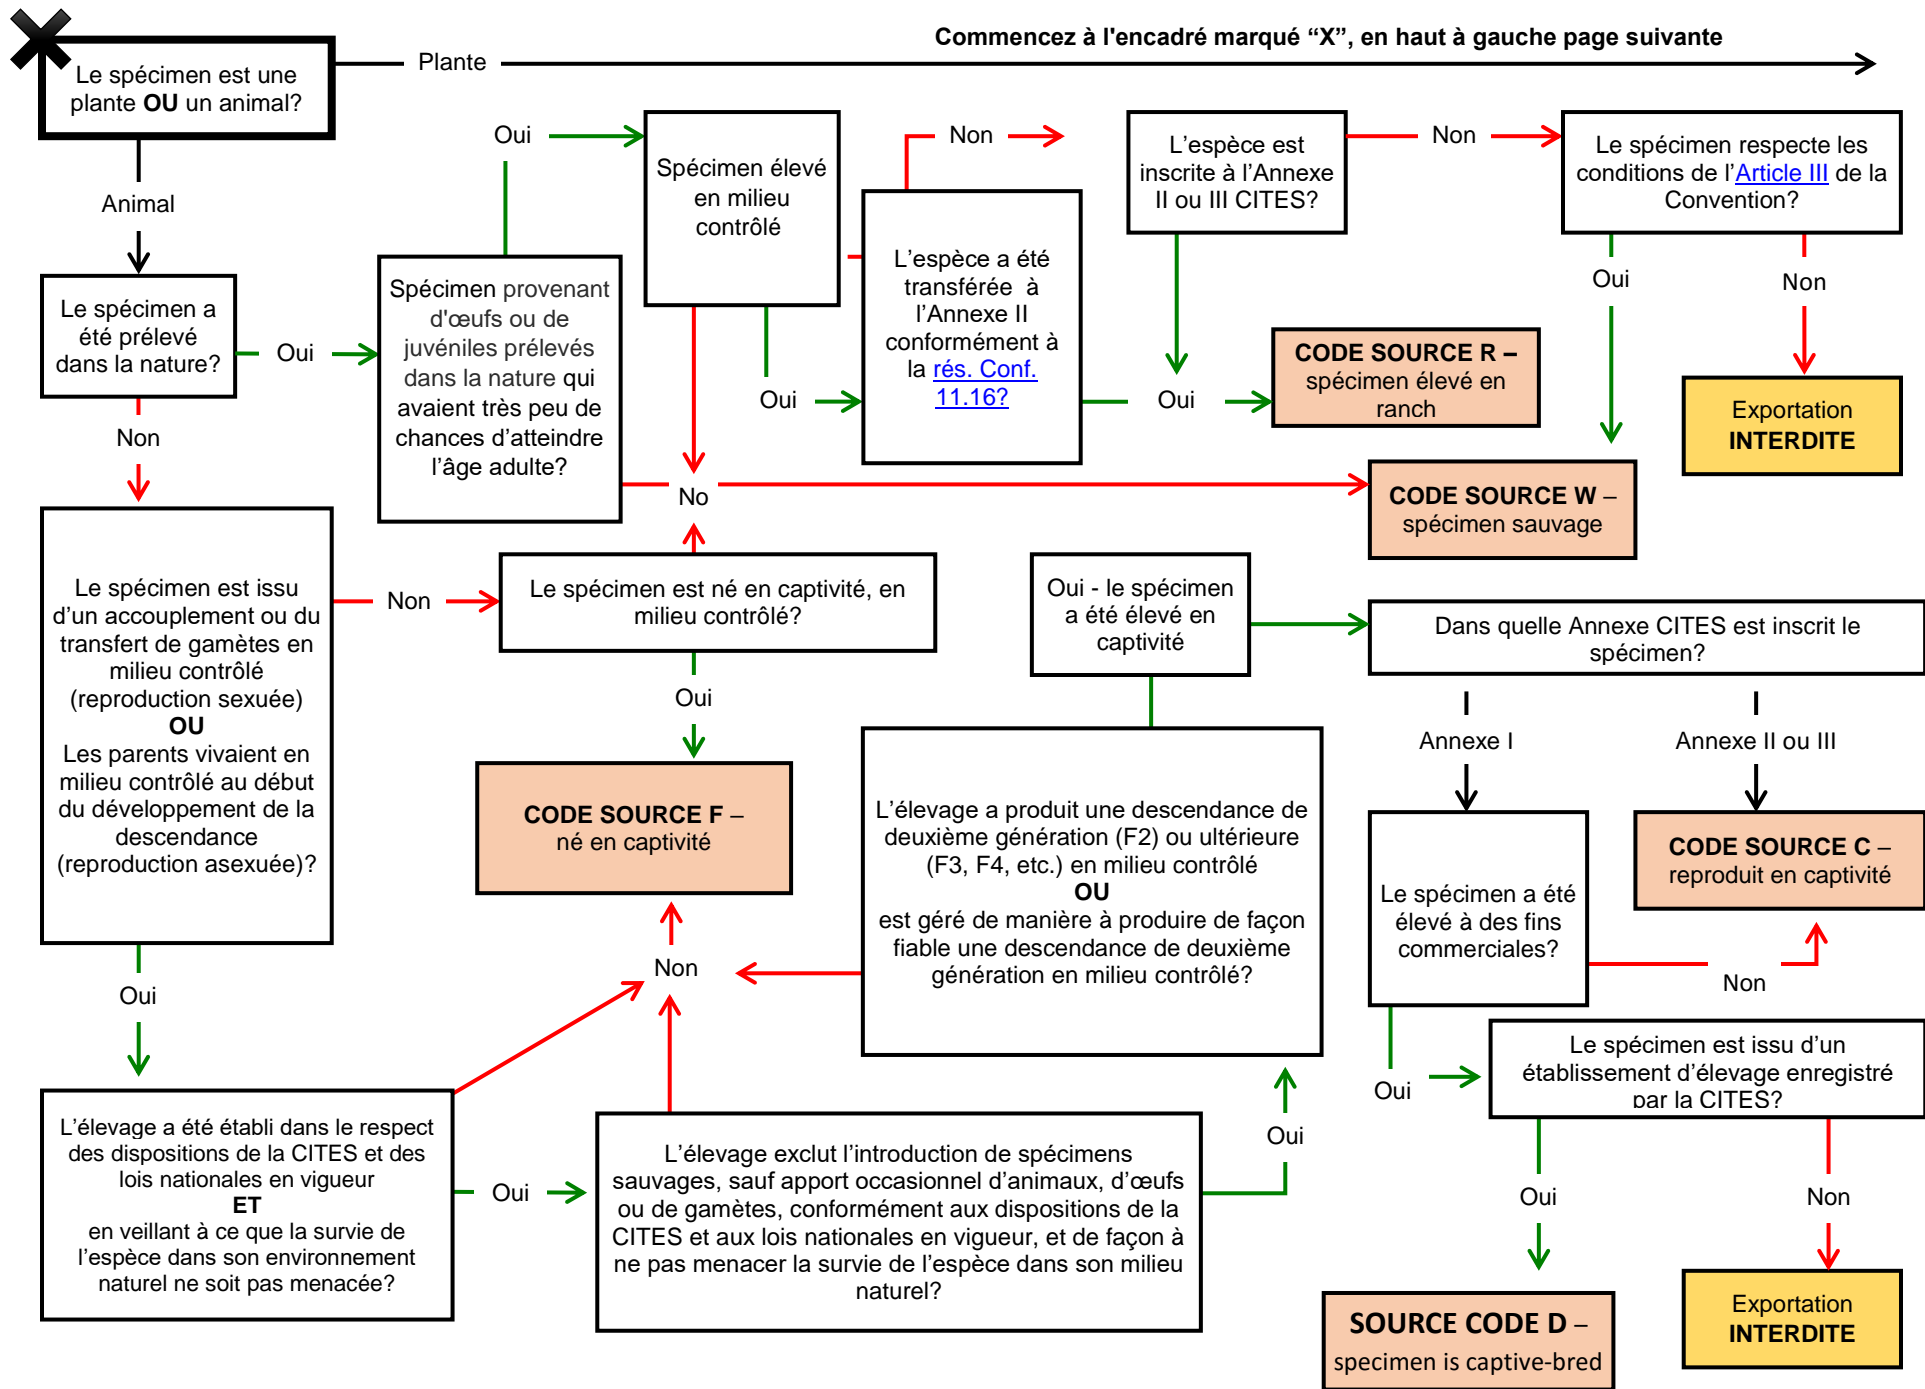 Commencez à l'encadré marqué “X”, en haut à gauche page suivante
Le spécimen est une
plante OU un animal?
Plante
Animal
Le spécimen a
été prélevé
dans la nature?
Oui
Non
Spécimen provenant
d'œufs ou de
juvéniles prélevés
dans la nature qui
avaient très peu de
chances d’atteindre
l’âge adulte?
Oui
Spécimen élevé
en milieu
contrôlé
Oui
No
Non
L’espèce a été
transférée à
l’Annexe II
conformément à
la rés. Conf.
11.16?
Oui
L’espèce est
inscrite à l’Annexe
II ou III CITES?
Non
Le spécimen respecte les
conditions de l’Article III de la
Convention?
Oui
Non
CODE SOURCE R –
spécimen élevé en
ranch
Exportation
INTERDITE
CODE SOURCE W –
spécimen sauvage
Le spécimen est issu
d’un accouplement ou du
transfert de gamètes en
milieu contrôlé
(reproduction sexuée)
OU
Les parents vivaient en
milieu contrôlé au début
du développement de la
descendance
(reproduction asexuée)?
Non
Le spécimen est né en captivité, en
milieu contrôlé?
Oui
CODE SOURCE F –
né en captivité
Non
Oui
L’élevage a été établi dans le respect
des dispositions de la CITES et des
lois nationales en vigueur
ET
en veillant à ce que la survie de
l’espèce dans son environnement
naturel ne soit pas menacée?
Oui
L’élevage exclut l’introduction de spécimens
sauvages, sauf apport occasionnel d’animaux, d’œufs
ou de gamètes, conformément aux dispositions de la
CITES et aux lois nationales en vigueur, et de façon à
ne pas menacer la survie de l’espèce dans son milieu
naturel?
Oui
L’élevage a produit une descendance de
deuxième génération (F2) ou ultérieure
(F3, F4, etc.) en milieu contrôlé
OU
est géré de manière à produire de façon
fiable une descendance de deuxième
génération en milieu contrôlé?
Oui - le spécimen
a été élevé en
captivité
Dans quelle Annexe CITES est inscrit le
spécimen?
Annexe I
Annexe II ou III
CODE SOURCE C –
reproduit en captivité
Le spécimen a été
élevé à des fins
commerciales?
Non
Oui
Le spécimen est issu d’un
établissement d’élevage enregistré
par la CITES?
Oui
Non
SOURCE CODE D –
specimen is captive-bred
Exportation
INTERDITE